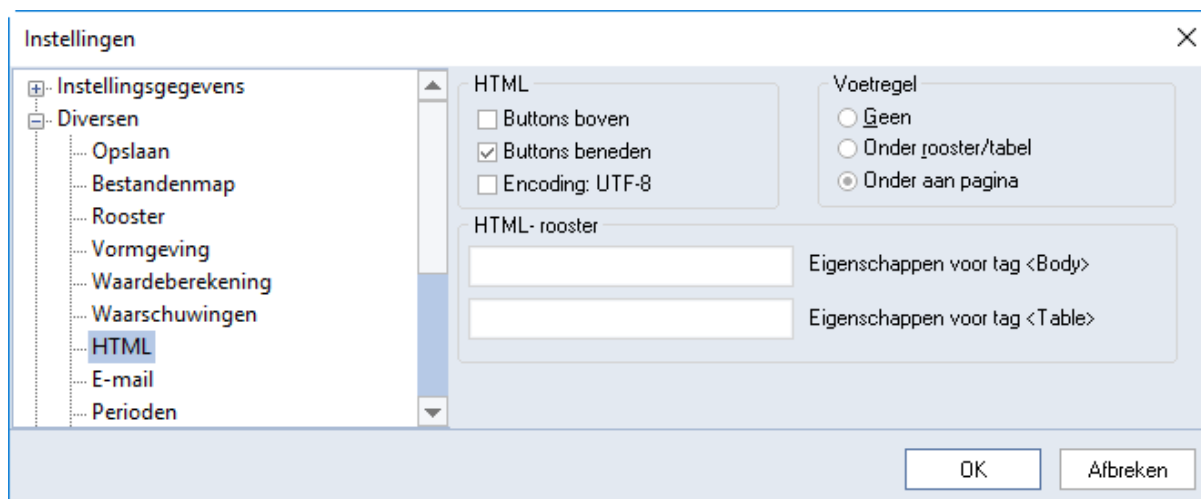 Instellingen
Instellingsgegevens
Diversen
Opslaan
Bestandenmap
Rooster
Vormgeving
Waardeberekening
Waarschuwingen
HTML
E-mail
Perioden
HTML
Buttons boven
Buttons beneden
Encoding: UTF-8
Voetregel
Geen
Onder rooster/tabel
Onder aan pagina
HTML- rooster
Eigenschappen voor tag <Body>
Eigenschappen voor tag <Table>
OK
Afbreken